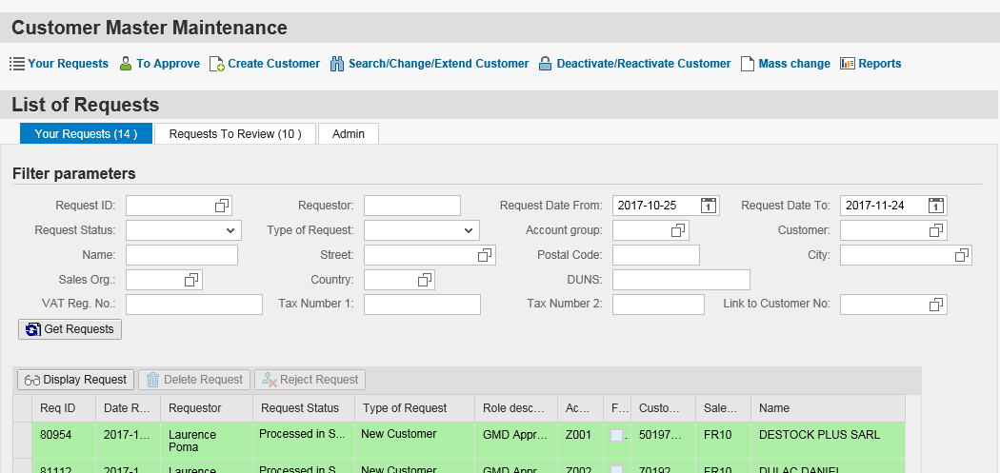 Customer Master Maintenance
Your Requests To Approve Create Customer Search/Change/Extend Customer Deactivate/Reactivate Customer Mass change Reports
List of Requests
Your Requests (14 ) Requests To Review (10 ) Admin
Filter parameters
Request ID: Requestor: Request Date From: 2017-10-25 1 Request Date To: 2017-11-24 1
Request Status: Type of Request: Account group: Customer:
Name: Street: Postal Code: City:
Sales Org.: Country: DUNS:
VAT Reg. No.: Tax Number 1: Tax Number 2: Link to Customer No:
Get Requests
Display Request Delete Request Reject Request
Req ID Date R... Requestor Request Status Type of Request Role desc... Ac... F... Custo... Sale... Name
80954 2017-1... Laurence Poma Processed in S... New Customer GMD Appr... Z001 . 50197... FR10 DESTOCK PLUS SARL
81112 2017-1 Laurence Processed in S New Customer GMD Appr Z002 70192 FR10 DULAC DANIEL